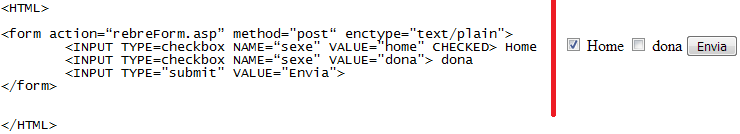 <HTML>
<form action="rebreForm.asp" method="post" enctype="text/plain">
<INPUT TYPE=checkbox NAME="sexe" VALUE="home" CHECKED> Home
<INPUT TYPE=checkbox NAME="sexe" VALUE="dona"> dona
<INPUT TYPE="submit" VALUE="Envia">
</form>
</HTML>
Home dona Envia